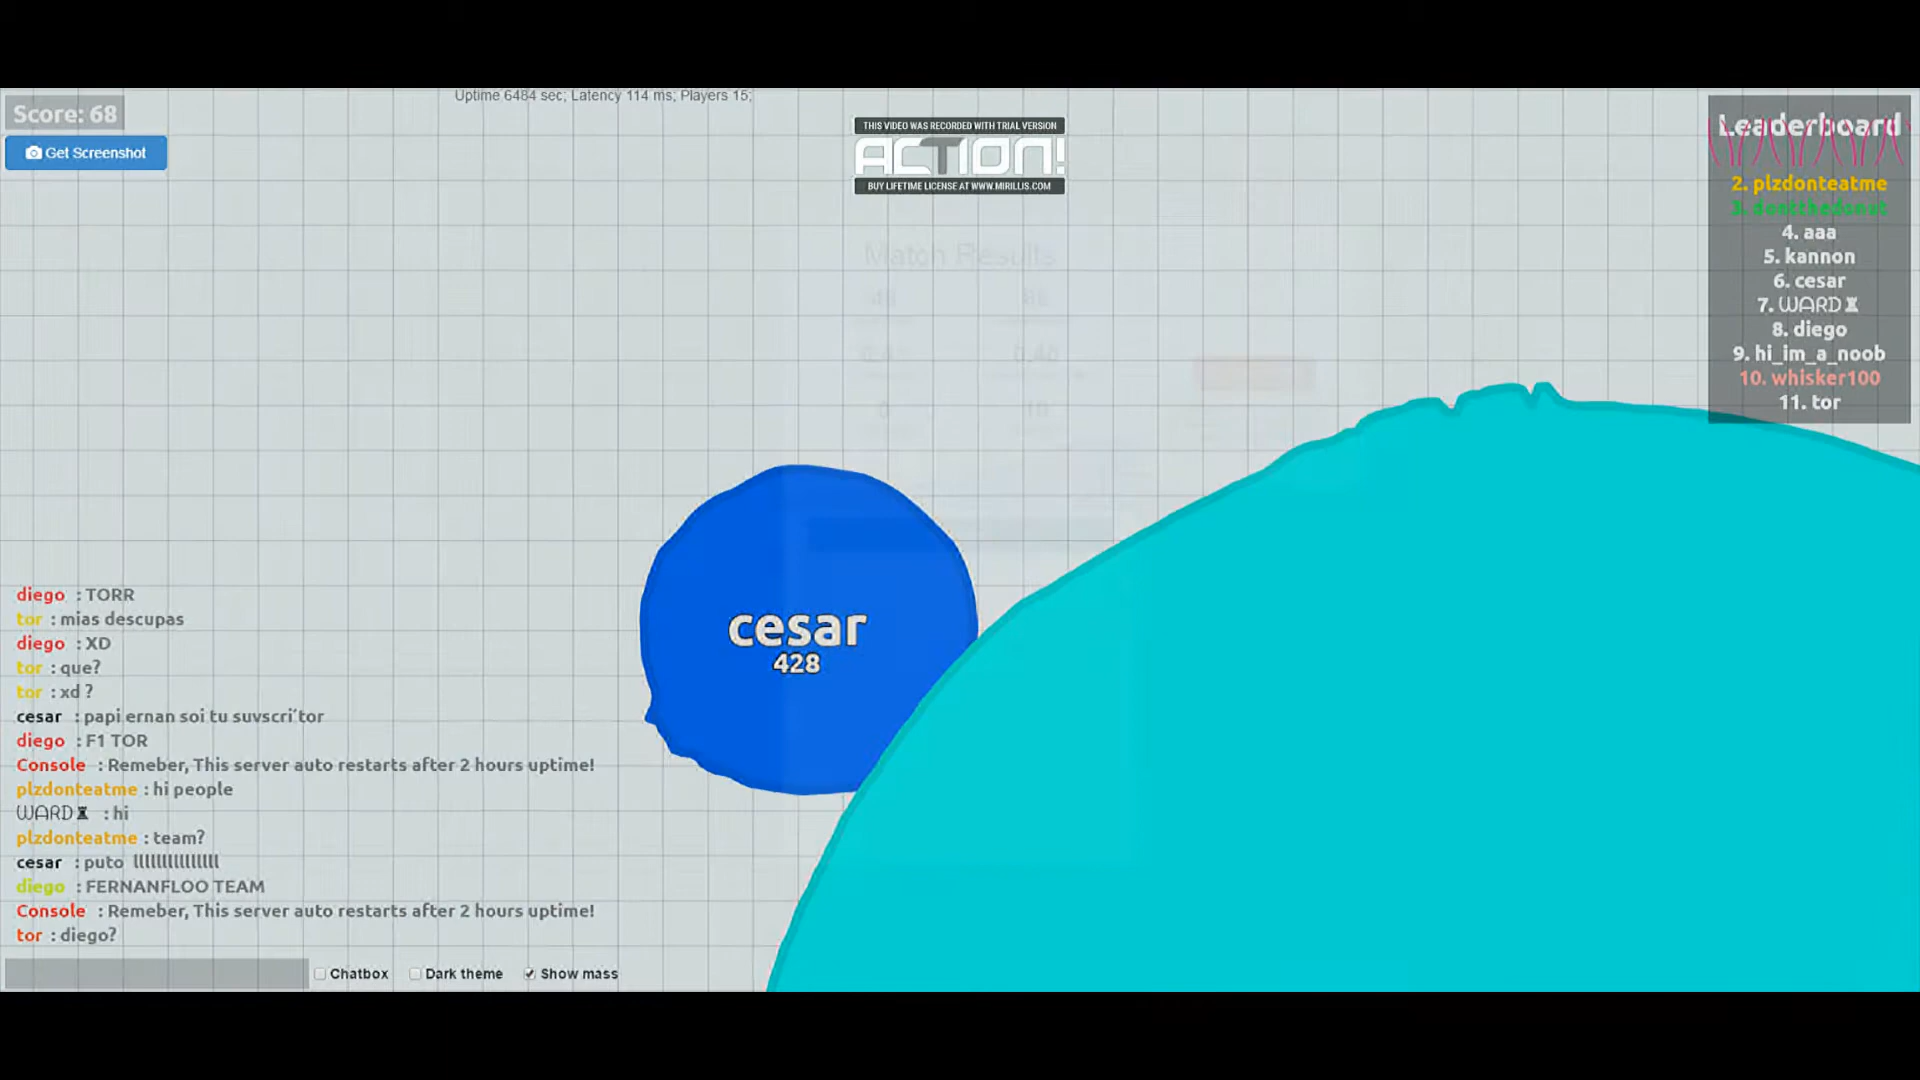 Uptime 6484 sec; Latency 114 ms; Players 15;
Score: 68
Get Screenshot
THIS VIDEO WAS RECORDED WITH TRIAL VERSION
ACTION!
BUY LIFETIME LICENSE AT WWW.MIRILLIS.COM
Leaderboard
2. plzdonteatme
3. dontthedonut
4. aaa
5. kannon
6. cesar
7. WARD♜
8. diego
9. hi_im_a_noob
10. whisker100
11. tor
Match Results
cesar
428
diego : TORR
tor : mias descupas
diego : XD
tor : que?
tor : xd ?
cesar : papi ernan soi tu suvscri´tor
diego : F1 TOR
Console : Remeber, This server auto restarts after 2 hours uptime!
plzdonteatme : hi people
WARD♜ : hi
plzdonteatme : team?
cesar : puto lllllllllllllll
diego : FERNANFLOO TEAM
Console : Remeber, This server auto restarts after 2 hours uptime!
tor : diego?
Chatbox Dark theme Show mass